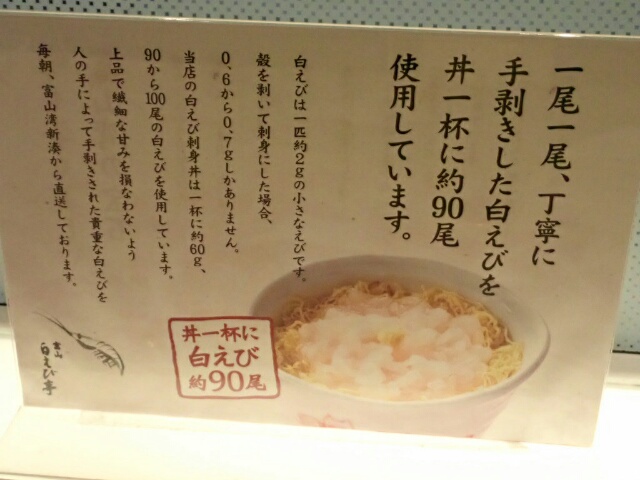 一尾一尾、丁寧に
手剥きした白えびを
丼一杯に約90尾
使用しています。
白えびは一匹約2gの小さなえびです。
殻を剥いて刺身にした場合、
0、6から0、7gしかありません。
当店の白えび刺身丼は一杯に約60g、
90から100尾の白えびを使用しています。
上品で繊細な甘みを損なわないよう
人の手によって手剥きされた貴重な白えびを
毎朝、富山湾新湊から直送しております。
丼一杯に
白えび
約90尾
富山
白えび亭